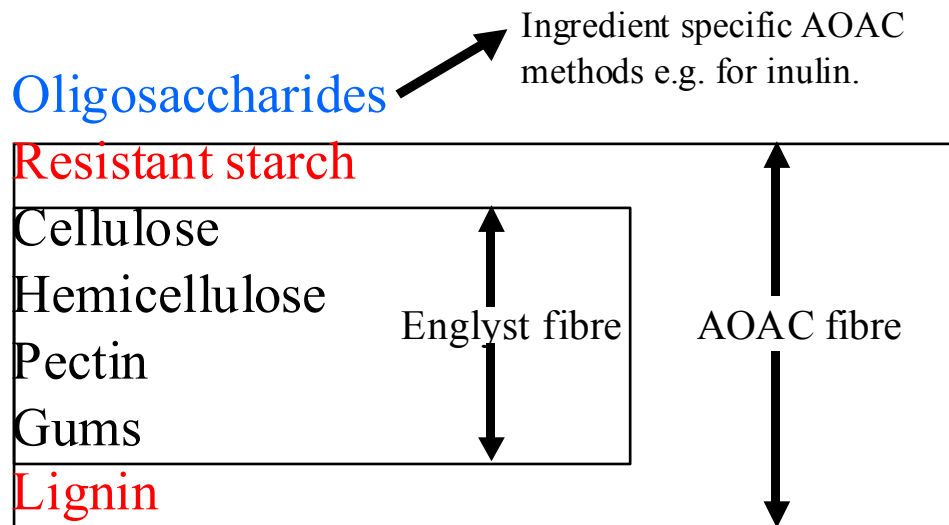 Ingredient specific AOAC
methods e.g. for inulin.
Oligosaccharides
Resistant starch
Cellulose
Hemicellulose
Englyst fibre
AOAC fibre
Pectin
Gums
Lignin